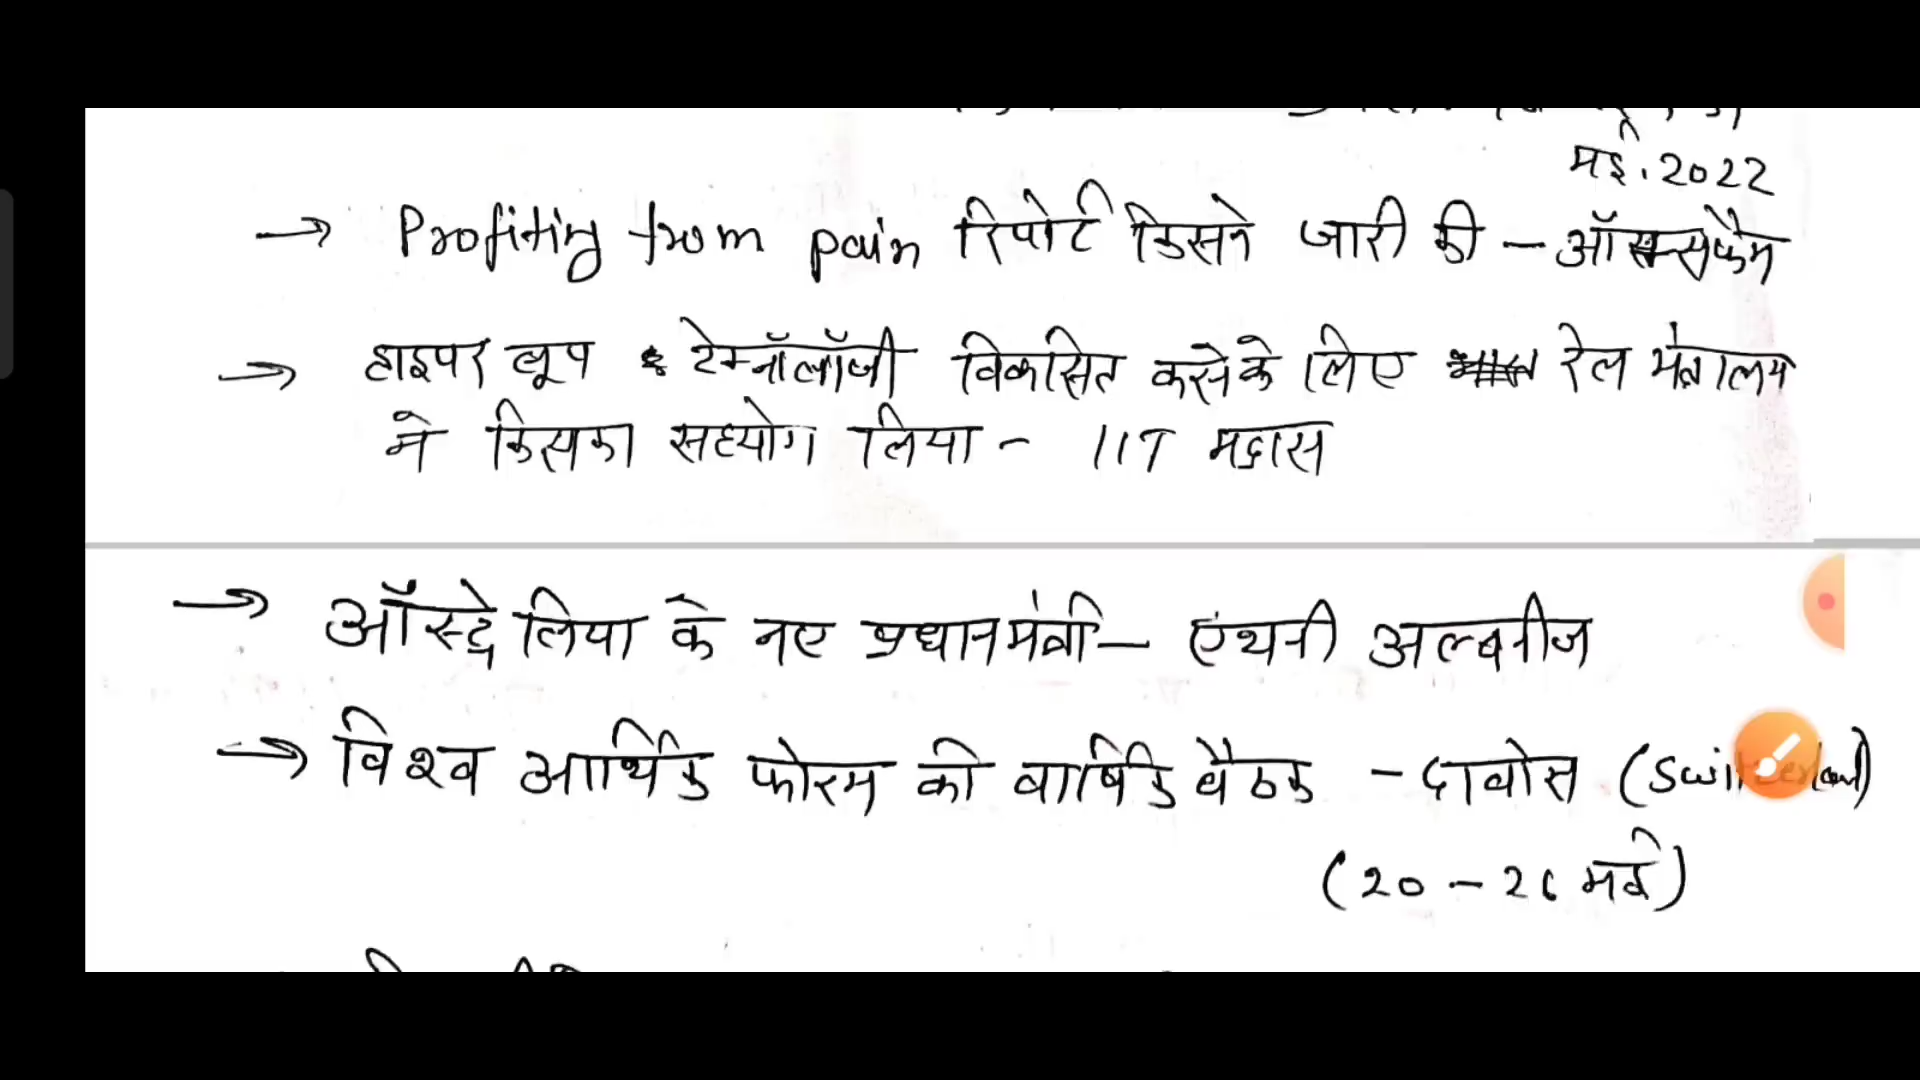 मई. 2022
→ Profiting from pain रिपोर्ट किसने जारी की – ऑक्सफैम
→ हाइपर लूप टेक्नॉलॉजी विकसित करने के लिए रेल मंत्रालय
ने किसका सहयोग लिया – IIT मद्रास
→ ऑस्ट्रेलिया के नए प्रधानमंत्री – एंथनी अल्बनीज
→ विश्व आर्थिक फोरम की वार्षिक बैठक – दावोस (Switzerland)
(20 – 26 मई)